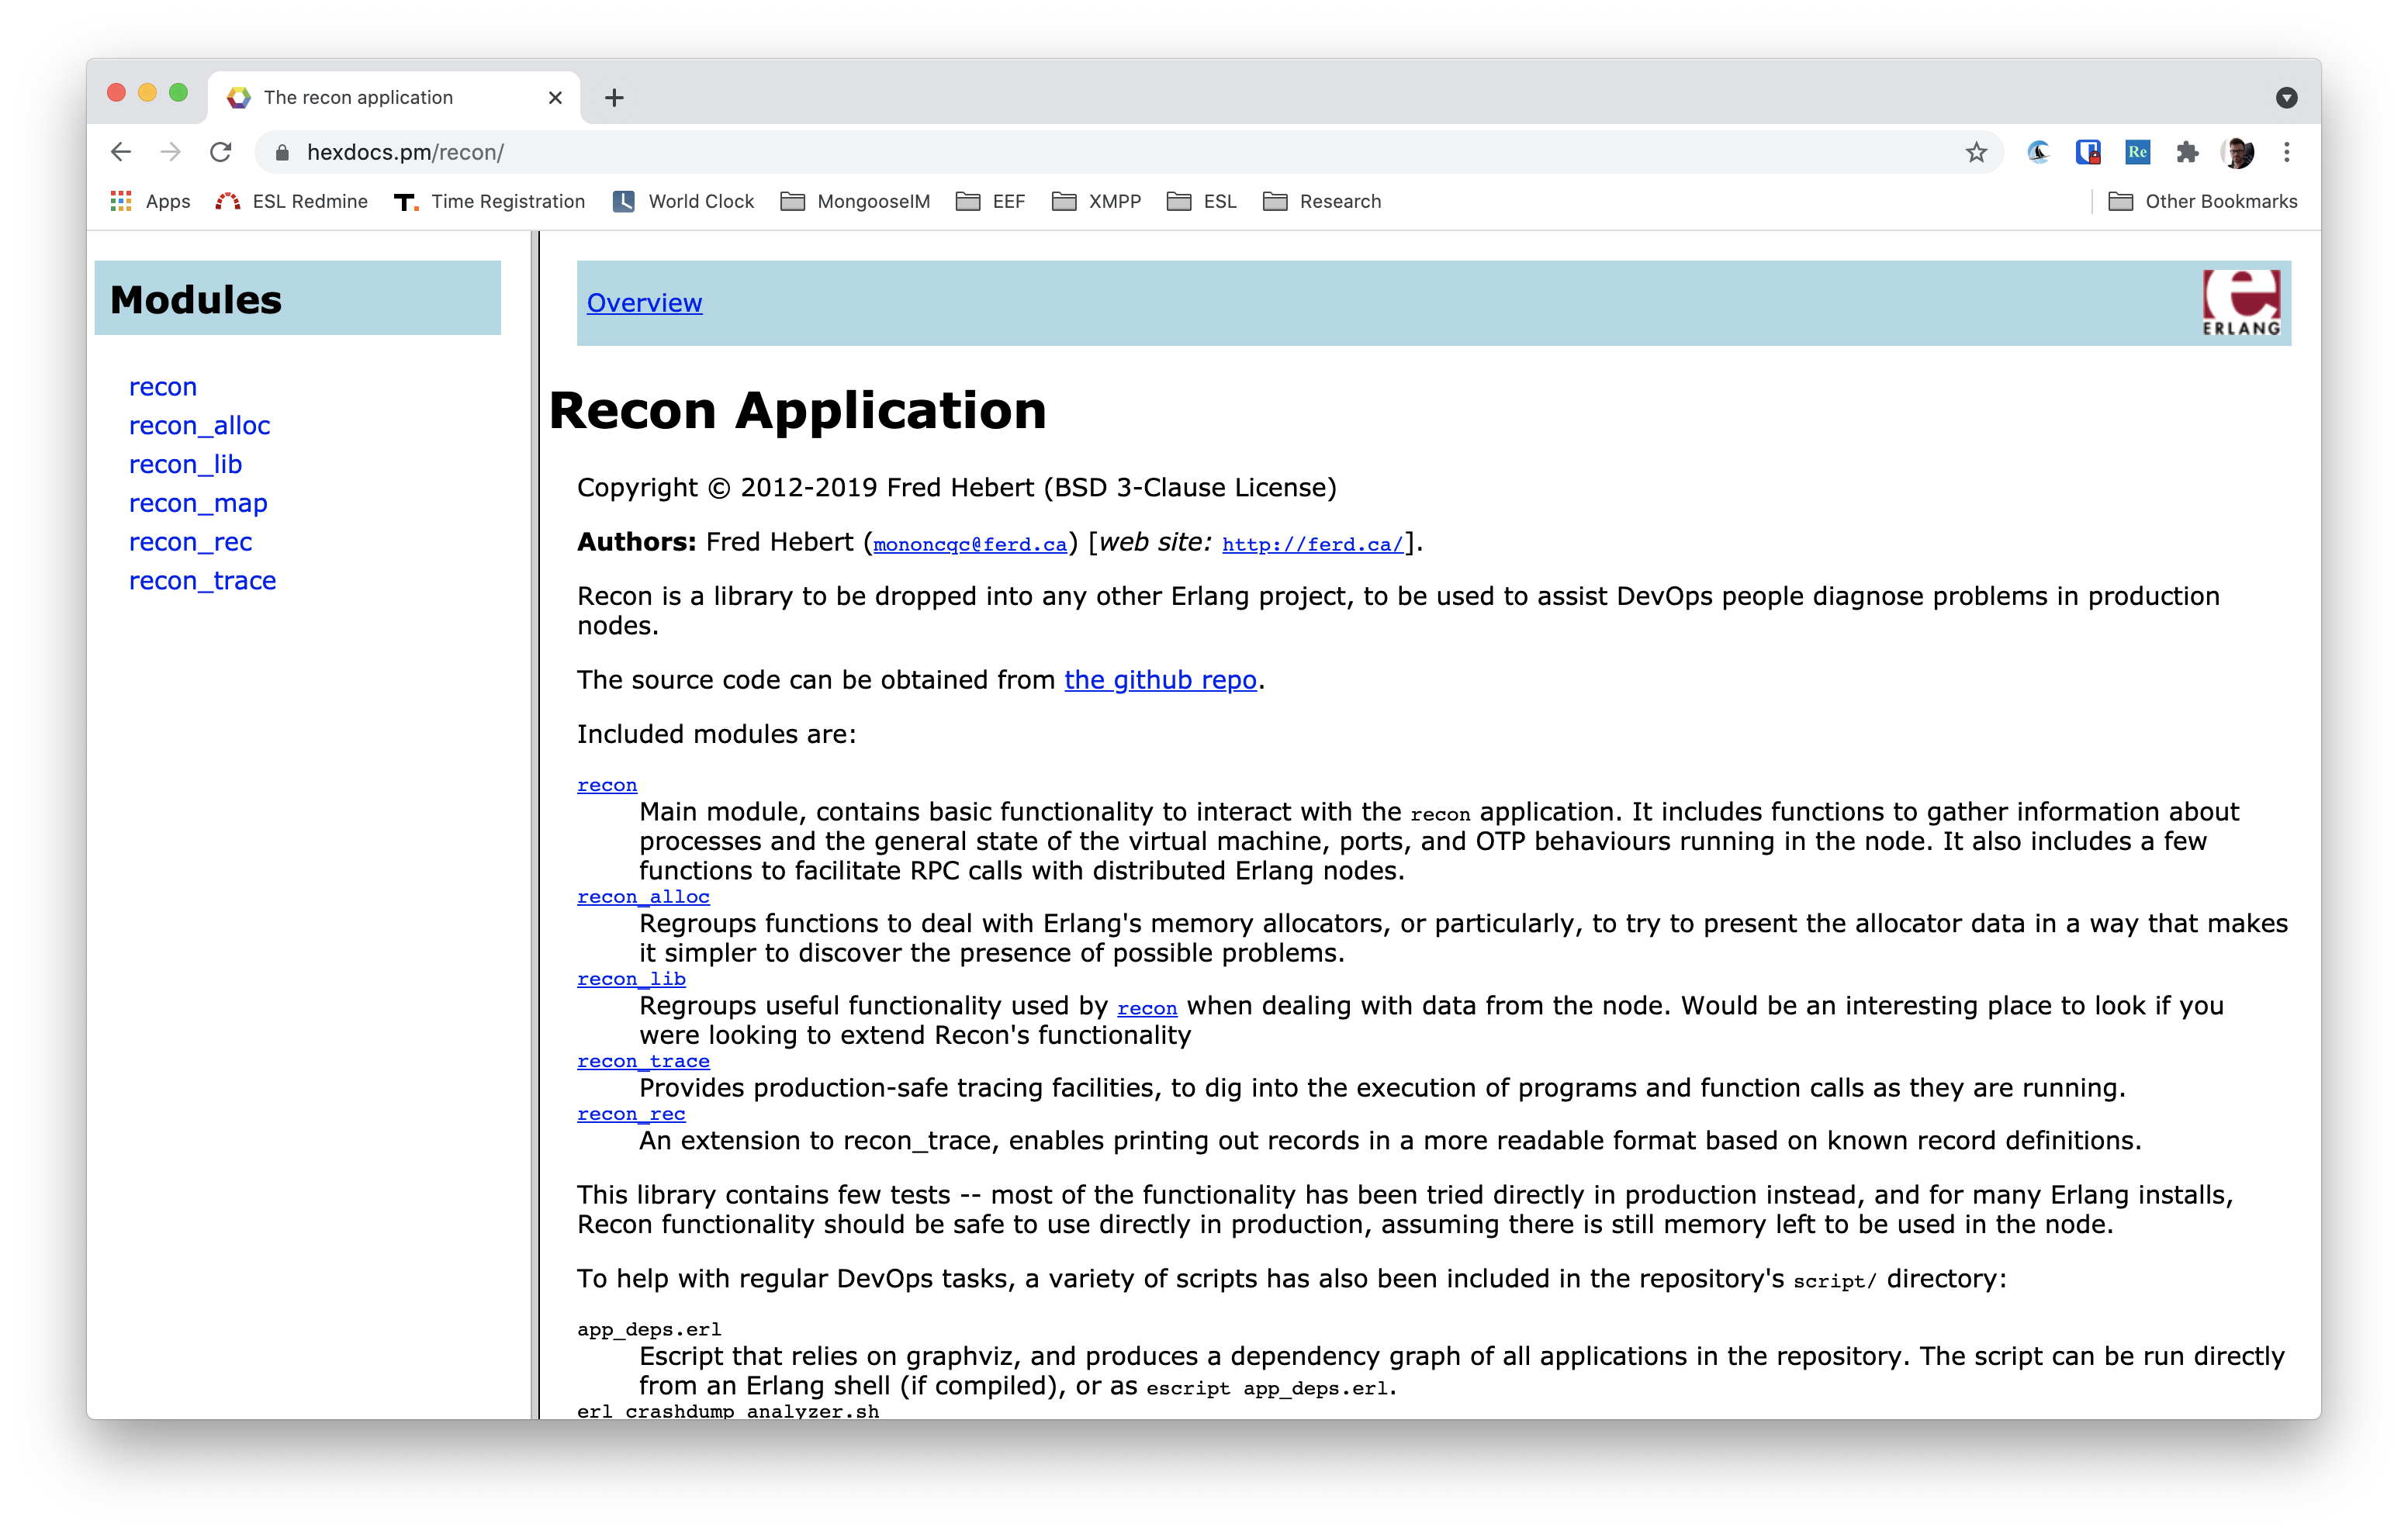 The recon application
hexdocs.pm/recon/
Re
Apps
ESL Redmine
T.
Time Registration
World Clock
MongooseIM
EEF
XMPP
ESL
Research
Other Bookmarks
Modules
recon
recon_alloc
recon_lib
recon_map
recon_rec
recon_trace
Overview
e
ERLANG
Recon Application
Copyright © 2012-2019 Fred Hebert (BSD 3-Clause License)
Authors: Fred Hebert (mononcqc@ferd.ca) [web site: http://ferd.ca/].
Recon is a library to be dropped into any other Erlang project, to be used to assist DevOps people diagnose problems in production
nodes.
The source code can be obtained from the github repo.
Included modules are:
recon
Main module, contains basic functionality to interact with the recon application. It includes functions to gather information about
processes and the general state of the virtual machine, ports, and OTP behaviours running in the node. It also includes a few
functions to facilitate RPC calls with distributed Erlang nodes.
recon_alloc
Regroups functions to deal with Erlang's memory allocators, or particularly, to try to present the allocator data in a way that makes
it simpler to discover the presence of possible problems.
recon_lib
Regroups useful functionality used by recon when dealing with data from the node. Would be an interesting place to look if you
were looking to extend Recon's functionality
recon_trace
Provides production-safe tracing facilities, to dig into the execution of programs and function calls as they are running.
recon_rec
An extension to recon_trace, enables printing out records in a more readable format based on known record definitions.
This library contains few tests -- most of the functionality has been tried directly in production instead, and for many Erlang installs,
Recon functionality should be safe to use directly in production, assuming there is still memory left to be used in the node.
To help with regular DevOps tasks, a variety of scripts has also been included in the repository's script/ directory:
app_deps.erl
Escript that relies on graphviz, and produces a dependency graph of all applications in the repository. The script can be run directly
from an Erlang shell (if compiled), or as escript app_deps.erl.
erl_crashdump_analyzer.sh